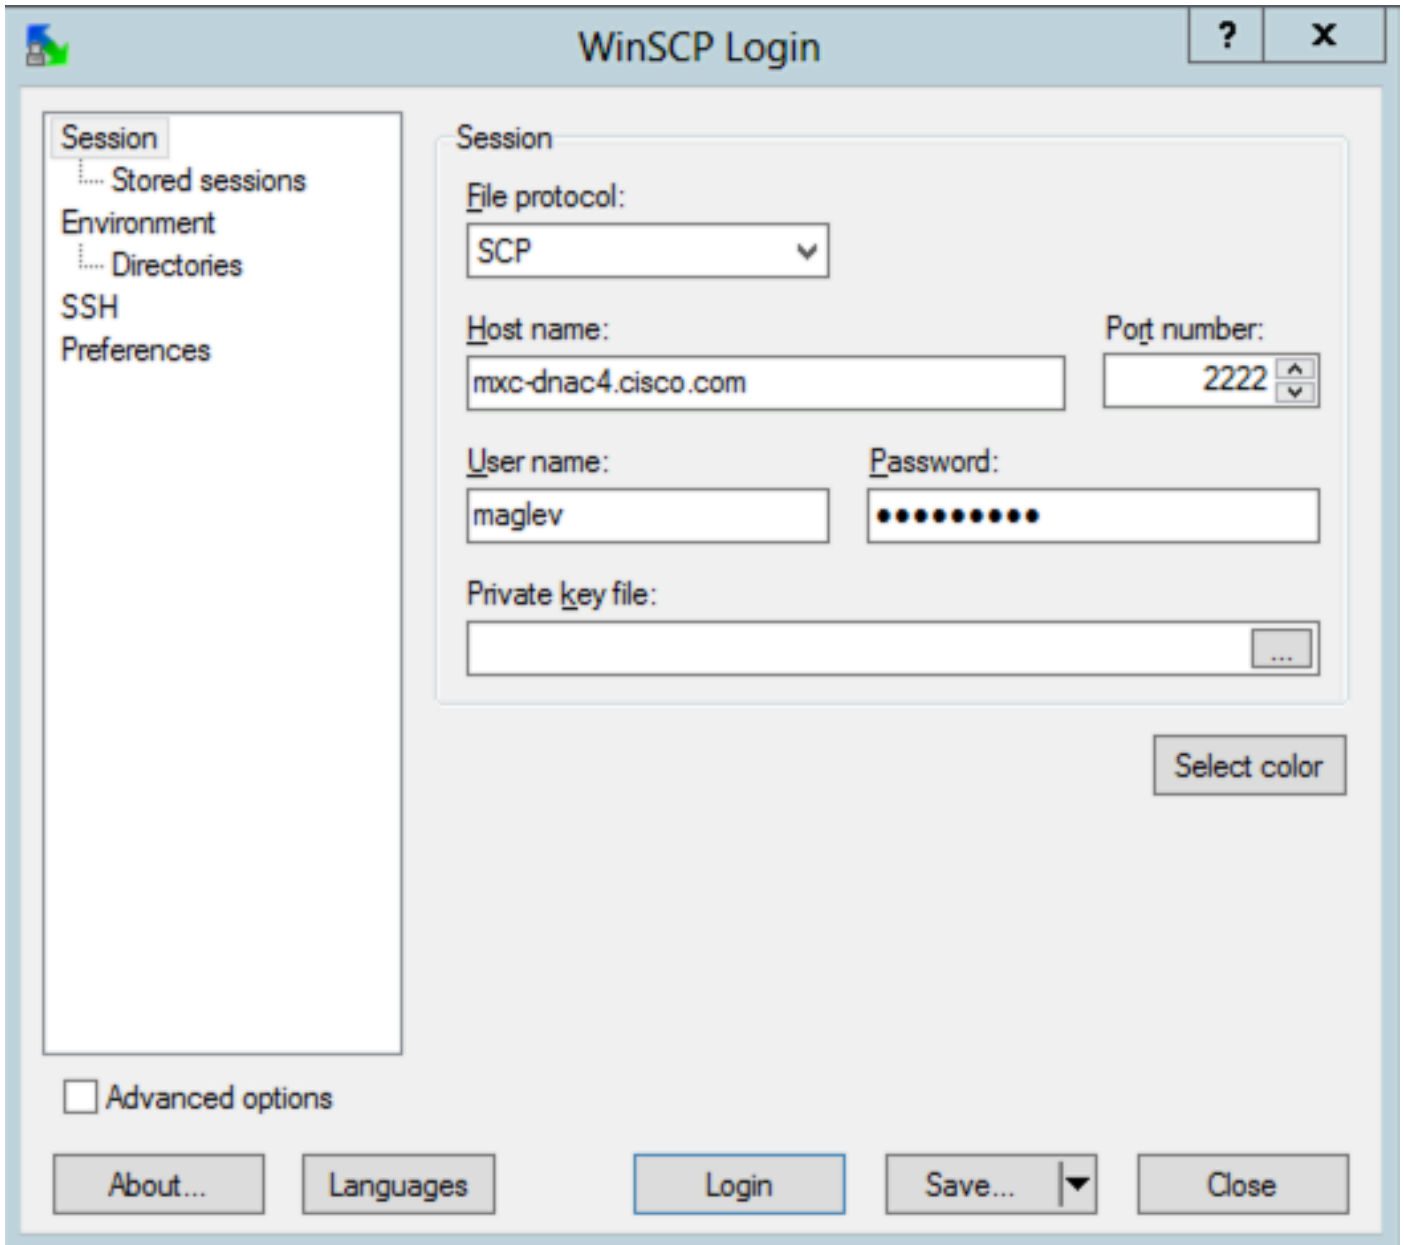 WinSCP Login
? x
Session
Stored sessions
Environment
Directories
SSH
Preferences
Session
File protocol:
SCP
Host name: Port number:
mxc-dnac4.cisco.com 2222
User name: Password:
maglev •••••••••
Private key file:
...
Select color
Advanced options
About... Languages Login Save... Close